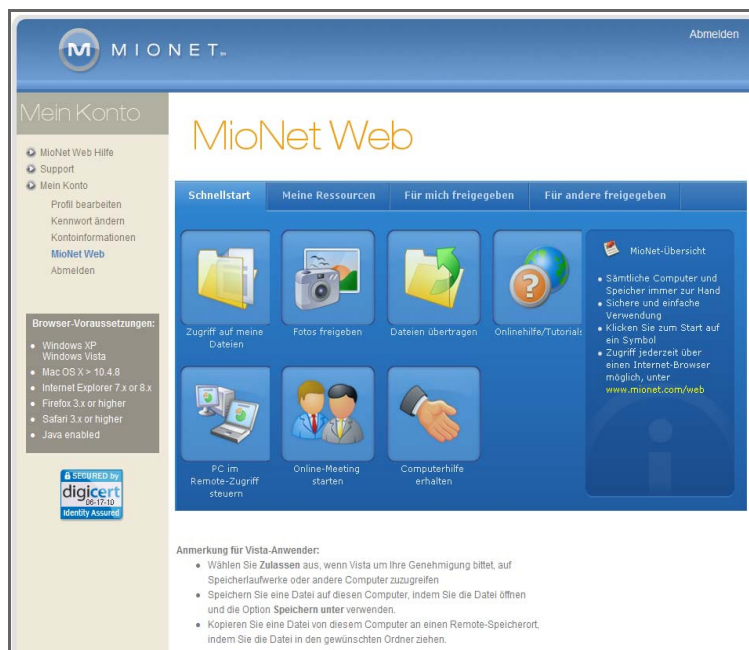 Abmelden
M MIONET
Mein Konto
MioNet Web Hilfe
Support
Mein Konto
Profil bearbeiten
Kennwort ändern
Kontoinformationen
MioNet Web
Abmelden
Browser-Voraussetzungen:
Windows XP
Windows Vista
Mac OS X > 10.4.8
Internet Explorer 7.x or 8.x
Firefox 3.x or higher
Safari 3.x or higher
Java enabled
SECURED by
digicert
06-17-10
Identity Assured
MioNet Web
Schnellstart Meine Ressourcen Für mich freigegeben Für andere freigegeben
Zugriff auf meine
Dateien
Fotos freigeben
Dateien übertragen
Onlinehilfe/Tutorials
PC im
Remote-Zugriff
steuern
Online-Meeting
starten
Computerhilfe
erhalten
MioNet-Übersicht
Sämtliche Computer und
Speicher immer zur Hand
Sichere und einfache
Verwendung
Klicken Sie zum Start auf
ein Symbol
Zugriff jederzeit über
einen Internet-Browser
möglich, unter
www.mionet.com/web
Anmerkung für Vista-Anwender:
Wählen Sie Zulassen aus, wenn Vista um Ihre Genehmigung bittet, auf
Speicherlaufwerke oder andere Computer zuzugreifen
Speichern Sie eine Datei auf diesen Computer, indem Sie die Datei öffnen
und die Option Speichern unter verwenden.
Kopieren Sie eine Datei von diesem Computer an einen Remote-Speicherort,
indem Sie die Datei in den gewünschten Ordner ziehen.